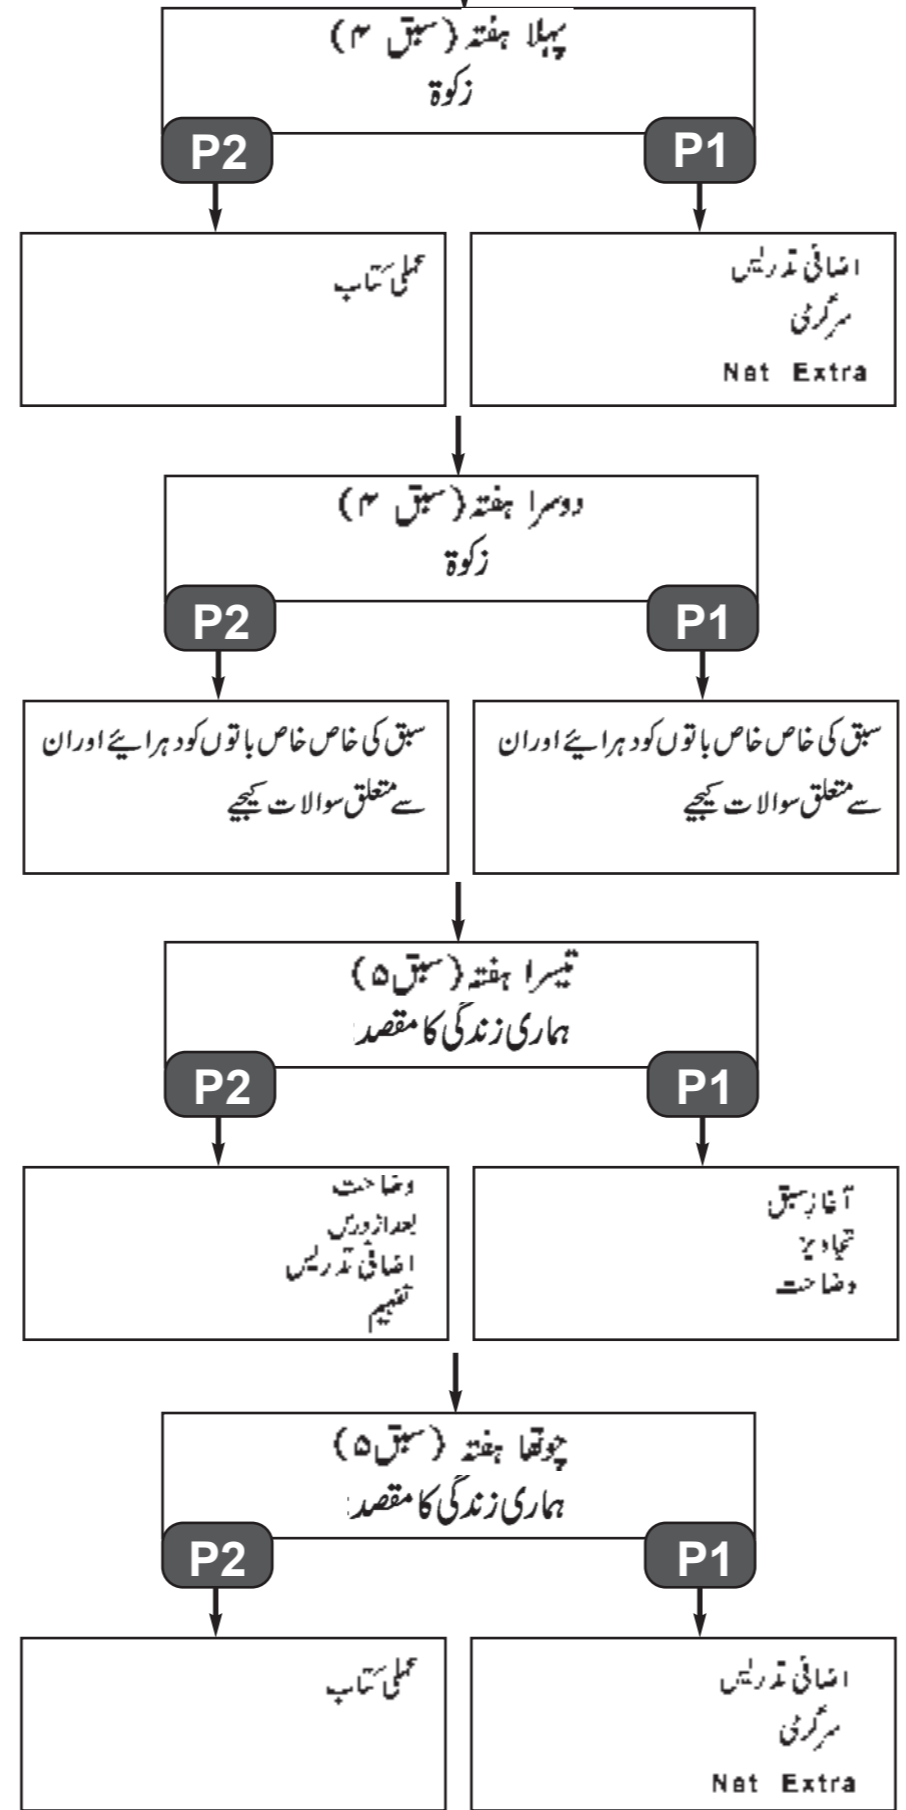 پہلا ہفتہ (سبق ۴)
زکوٰۃ
P1
P2
اضافی تدریس
سرگرمی
Net Extra
عملی کتاب
دوسرا ہفتہ (سبق ۴)
زکوٰۃ
P1
P2
سبق کی خاص خاص باتوں کو دہرائیے اور ان
سے متعلق سوالات کیجیے
سبق کی خاص خاص باتوں کو دہرائیے اور ان
سے متعلق سوالات کیجیے
تیسرا ہفتہ (سبق ۵)
ہماری زندگی کا مقصد:
P1
P2
آغازِ سبق
تجاویز
وضاحت
وضاحت
بعد از درس
اضافی تدریس
تفہیم
چوتھا ہفتہ (سبق ۵)
ہماری زندگی کا مقصد:
P1
P2
اضافی تدریس
سرگرمی
Net Extra
عملی کتاب